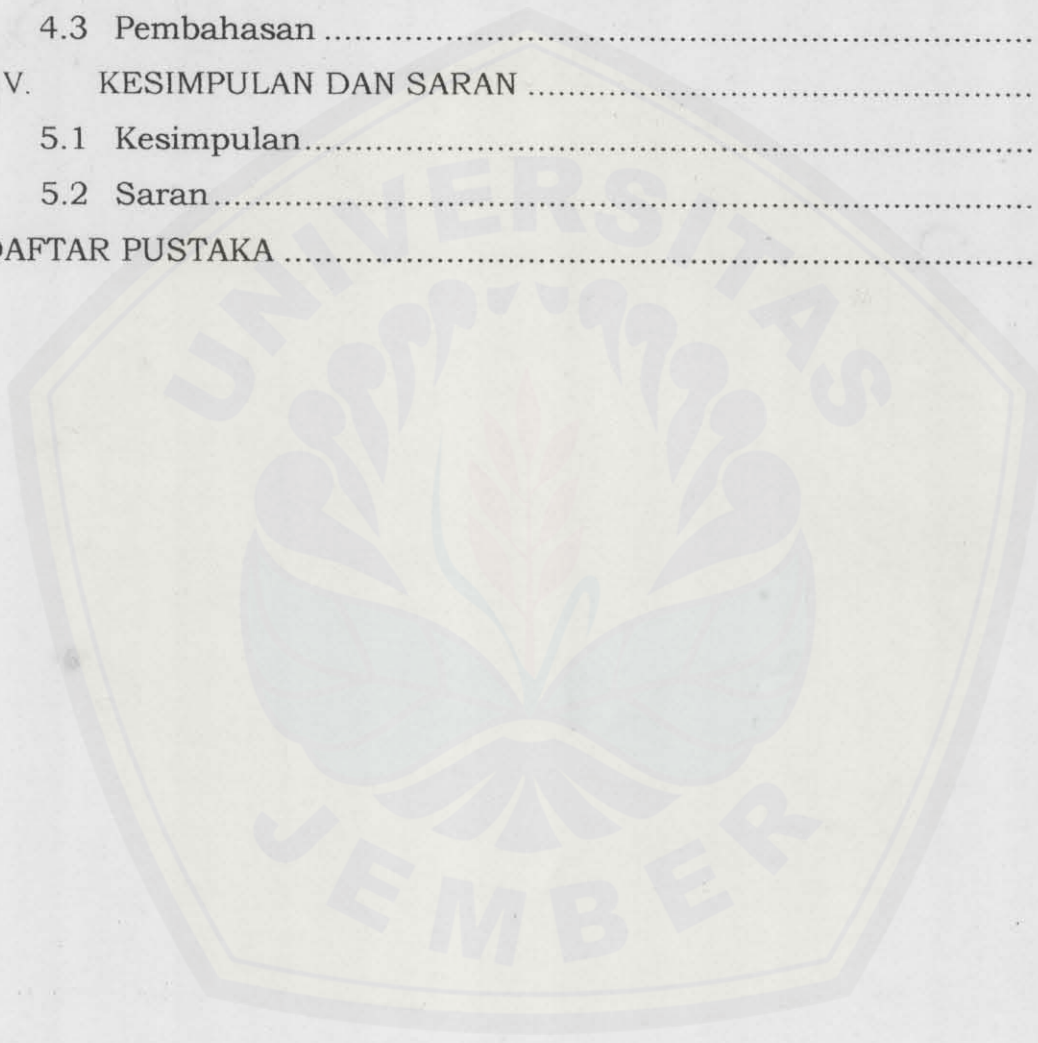 4.3 Pembahasan ........................................................................
V. KESIMPULAN DAN SARAN ...................................................
5.1 Kesimpulan..........................................................................
5.2 Saran...................................................................................
DAFTAR PUSTAKA ............................................................................
UNIVERSITAS
JEMBER